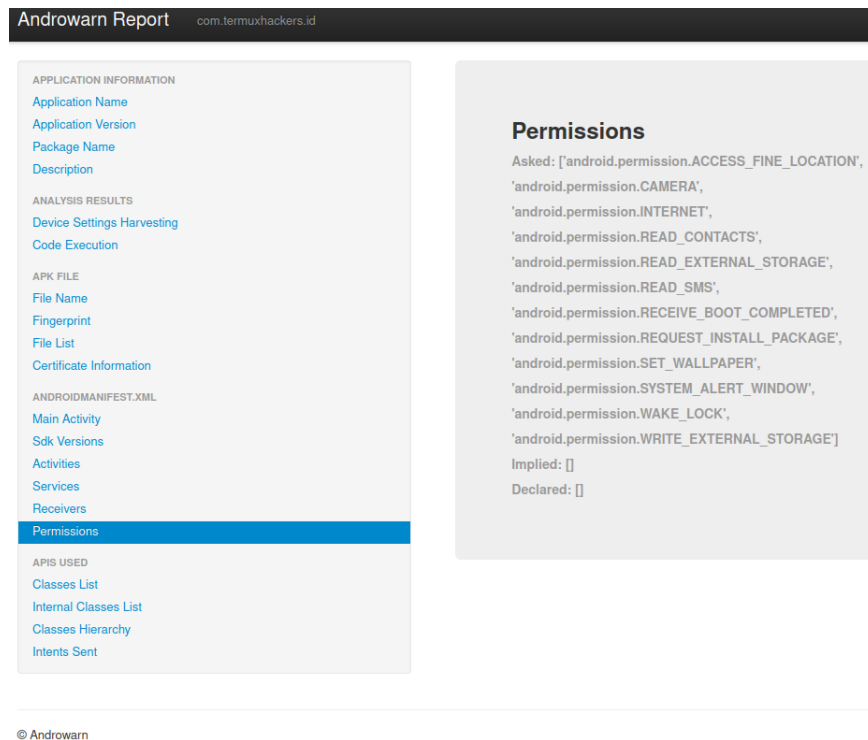 Androwarn Report com.termuxhackers.id
APPLICATION INFORMATION
Application Name
Application Version
Package Name
Description
ANALYSIS RESULTS
Device Settings Harvesting
Code Execution
APK FILE
File Name
Fingerprint
File List
Certificate Information
ANDROIDMANIFEST.XML
Main Activity
Sdk Versions
Activities
Services
Receivers
Permissions
APIS USED
Classes List
Internal Classes List
Classes Hierarchy
Intents Sent
Permissions
Asked: ['android.permission.ACCESS_FINE_LOCATION',
'android.permission.CAMERA',
'android.permission.INTERNET',
'android.permission.READ_CONTACTS',
'android.permission.READ_EXTERNAL_STORAGE',
'android.permission.READ_SMS',
'android.permission.RECEIVE_BOOT_COMPLETED',
'android.permission.REQUEST_INSTALL_PACKAGE',
'android.permission.SET_WALLPAPER',
'android.permission.SYSTEM_ALERT_WINDOW',
'android.permission.WAKE_LOCK',
'android.permission.WRITE_EXTERNAL_STORAGE']
Implied: []
Declared: []
© Androwarn